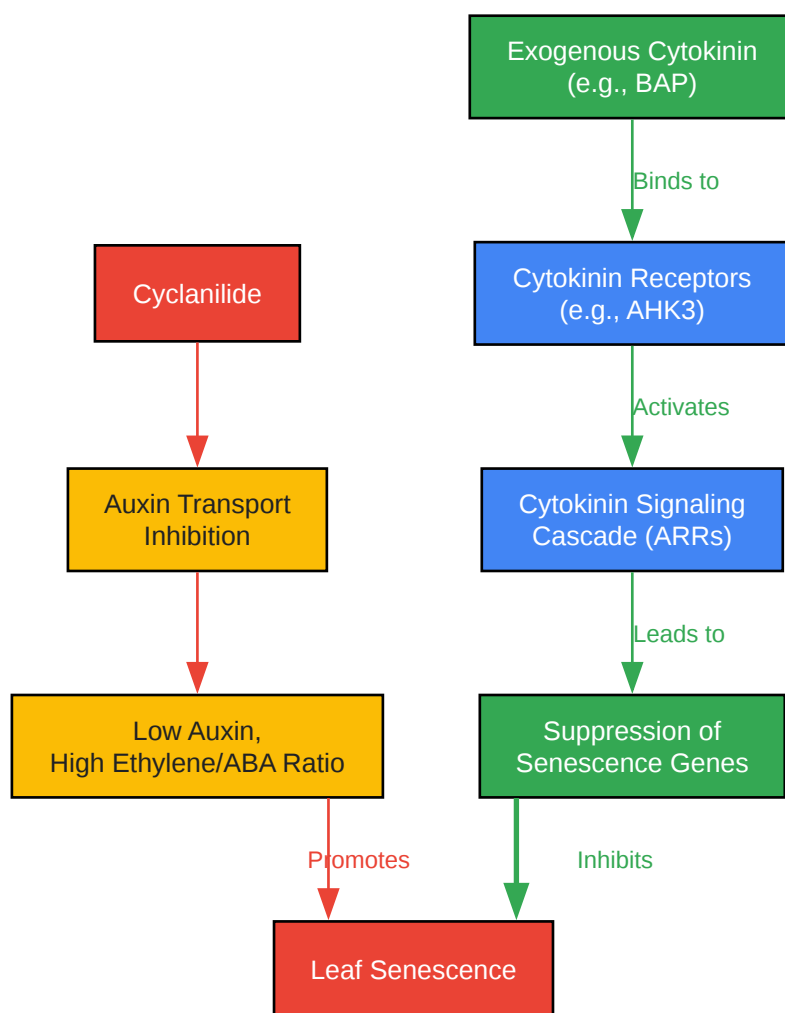 Exogenous Cytokinin
(e.g., BAP)
Binds to
Cyclanilide
Cytokinin Receptors
(e.g., AHK3)
Activates
Auxin Transport
Inhibition
Cytokinin Signaling
Cascade (ARRs)
Leads to
Low Auxin,
High Ethylene/ABA Ratio
Suppression of
Senescence Genes
Promotes
Inhibits
Leaf Senescence